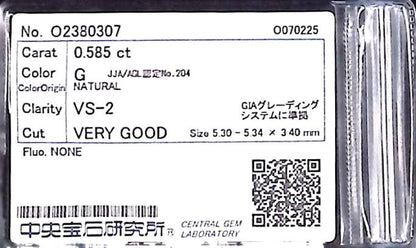 No. O2380307 O070225
Carat 0.585 ct
Color G JJA/AGL認定No.204
ColorOrigin NATURAL
Clarity VS-2 GIAグレーディング
システムに準拠
Cut VERY GOOD Size 5.30 - 5.34 × 3.40 mm
Fluo. NONE
中央宝石研究所® CENTRAL GEM
LABORATORY